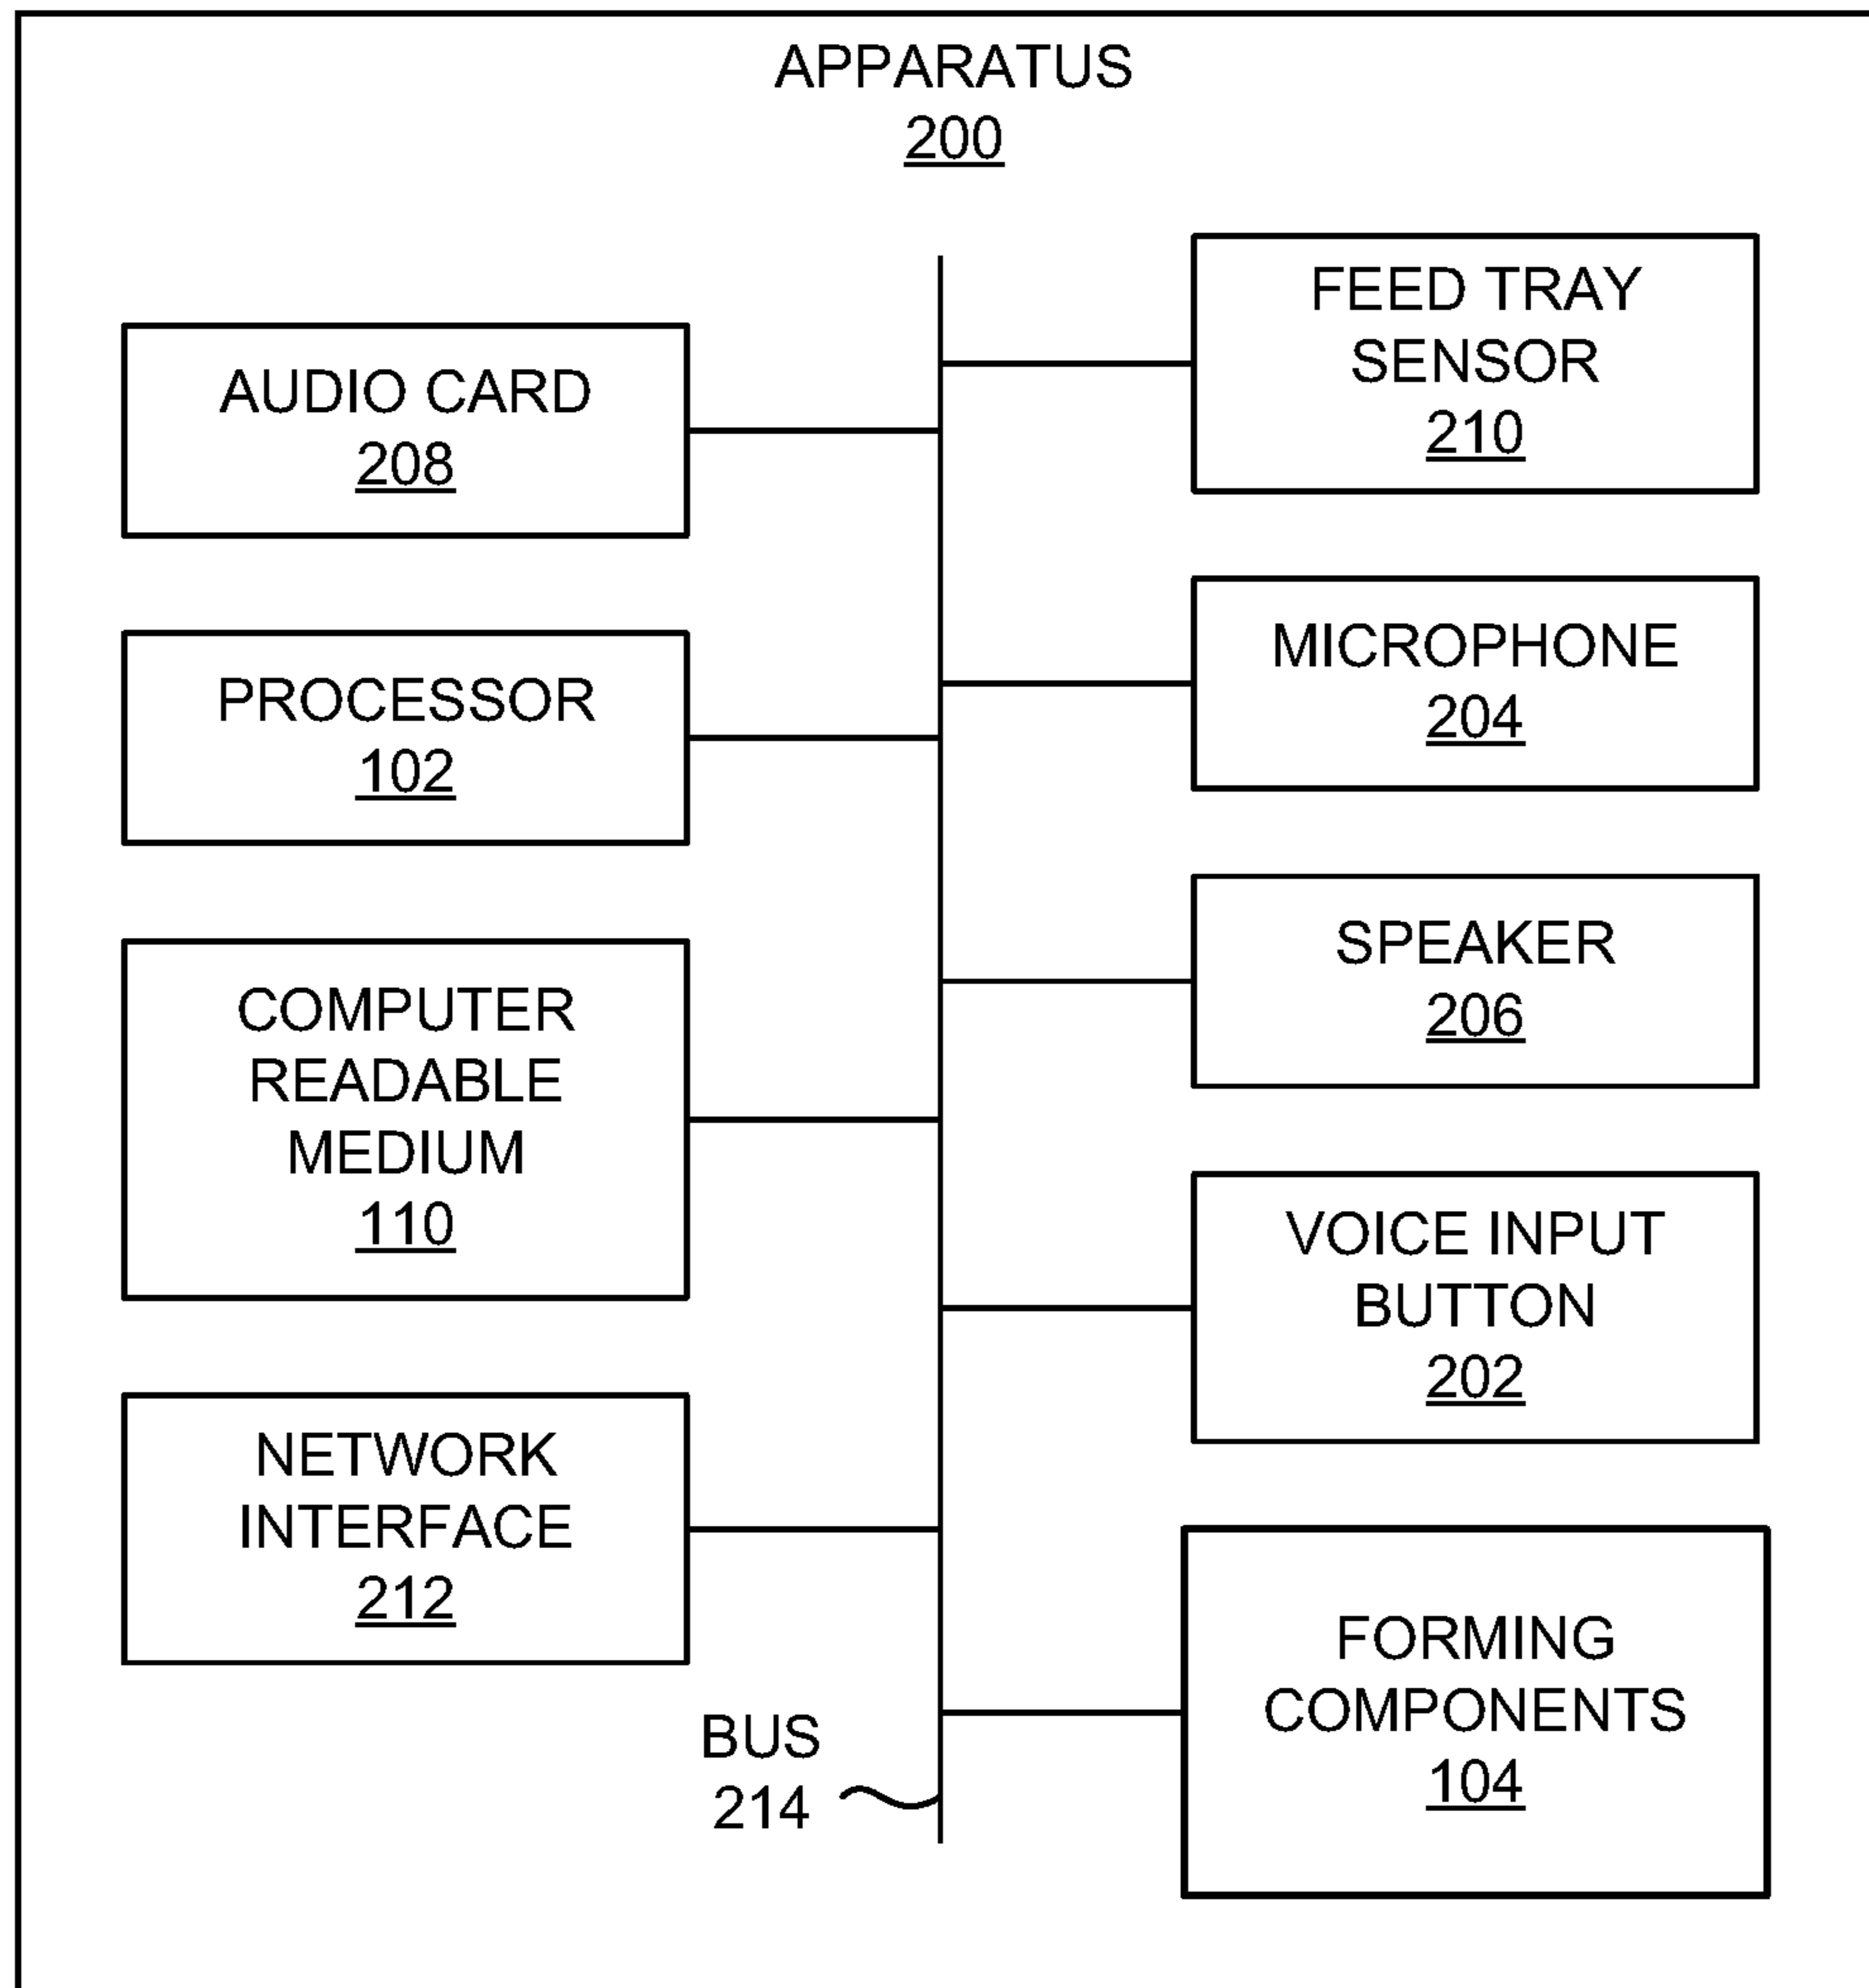 APPARATUS
200
AUDIO CARD
208
PROCESSOR
102
COMPUTER
READABLE
MEDIUM
110
NETWORK
INTERFACE
212
BUS
214
FEED TRAY
SENSOR
210
MICROPHONE
204
SPEAKER
206
VOICE INPUT
BUTTON
202
FORMING
COMPONENTS
104